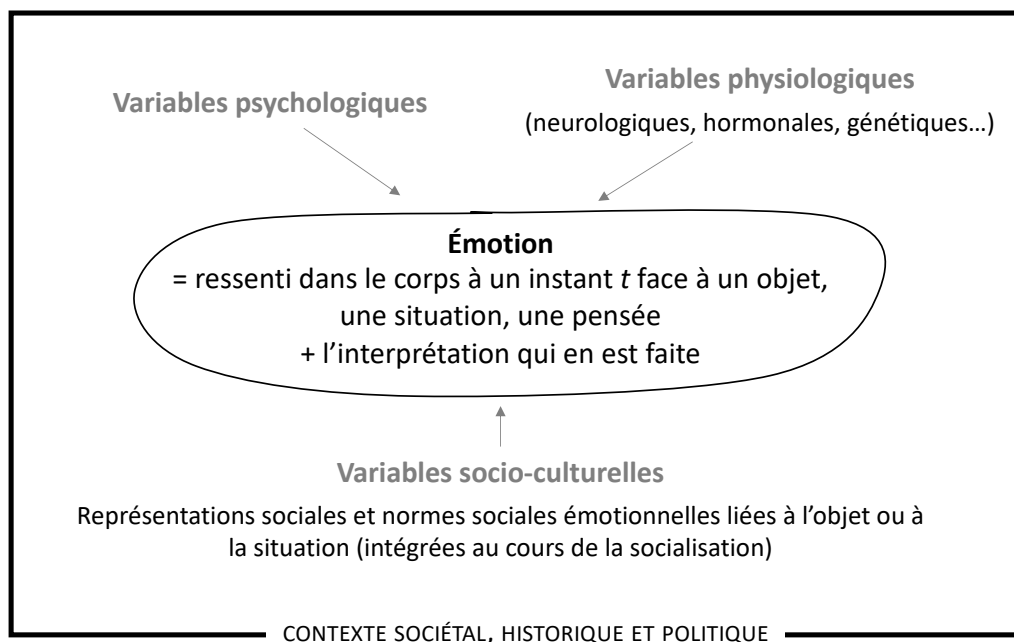 Variables psychologiques
Variables physiologiques
(neurologiques, hormonales, génétiques…)
Émotion
= ressenti dans le corps à un instant t face à un objet,
une situation, une pensée
+ l’interprétation qui en est faite
Variables socio-culturelles
Représentations sociales et normes sociales émotionnelles liées à l’objet ou à
la situation (intégrées au cours de la socialisation)
CONTEXTE SOCIÉTAL, HISTORIQUE ET POLITIQUE